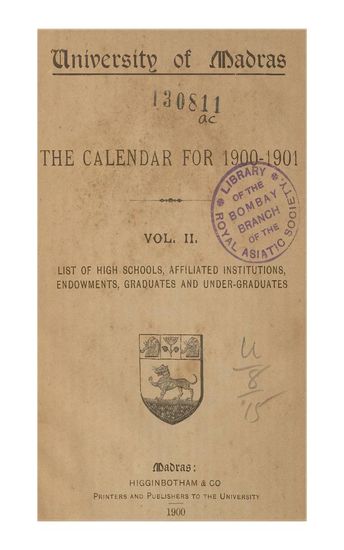 University of Madras
130811
ac
THE CALENDAR FOR 1900-1901
LIBRARY
OF THE
BOMBAY
BRANCH
OF THE
ROYAL ASIATIC SOCIETY.
VOL. II.
LIST OF HIGH SCHOOLS, AFFILIATED INSTITUTIONS,
ENDOWMENTS, GRADUATES AND UNDER-GRADUATES
U
8
15
Madras:
HIGGINBOTHAM & CO
PRINTERS AND PUBLISHERS TO THE UNIVERSITY
1900